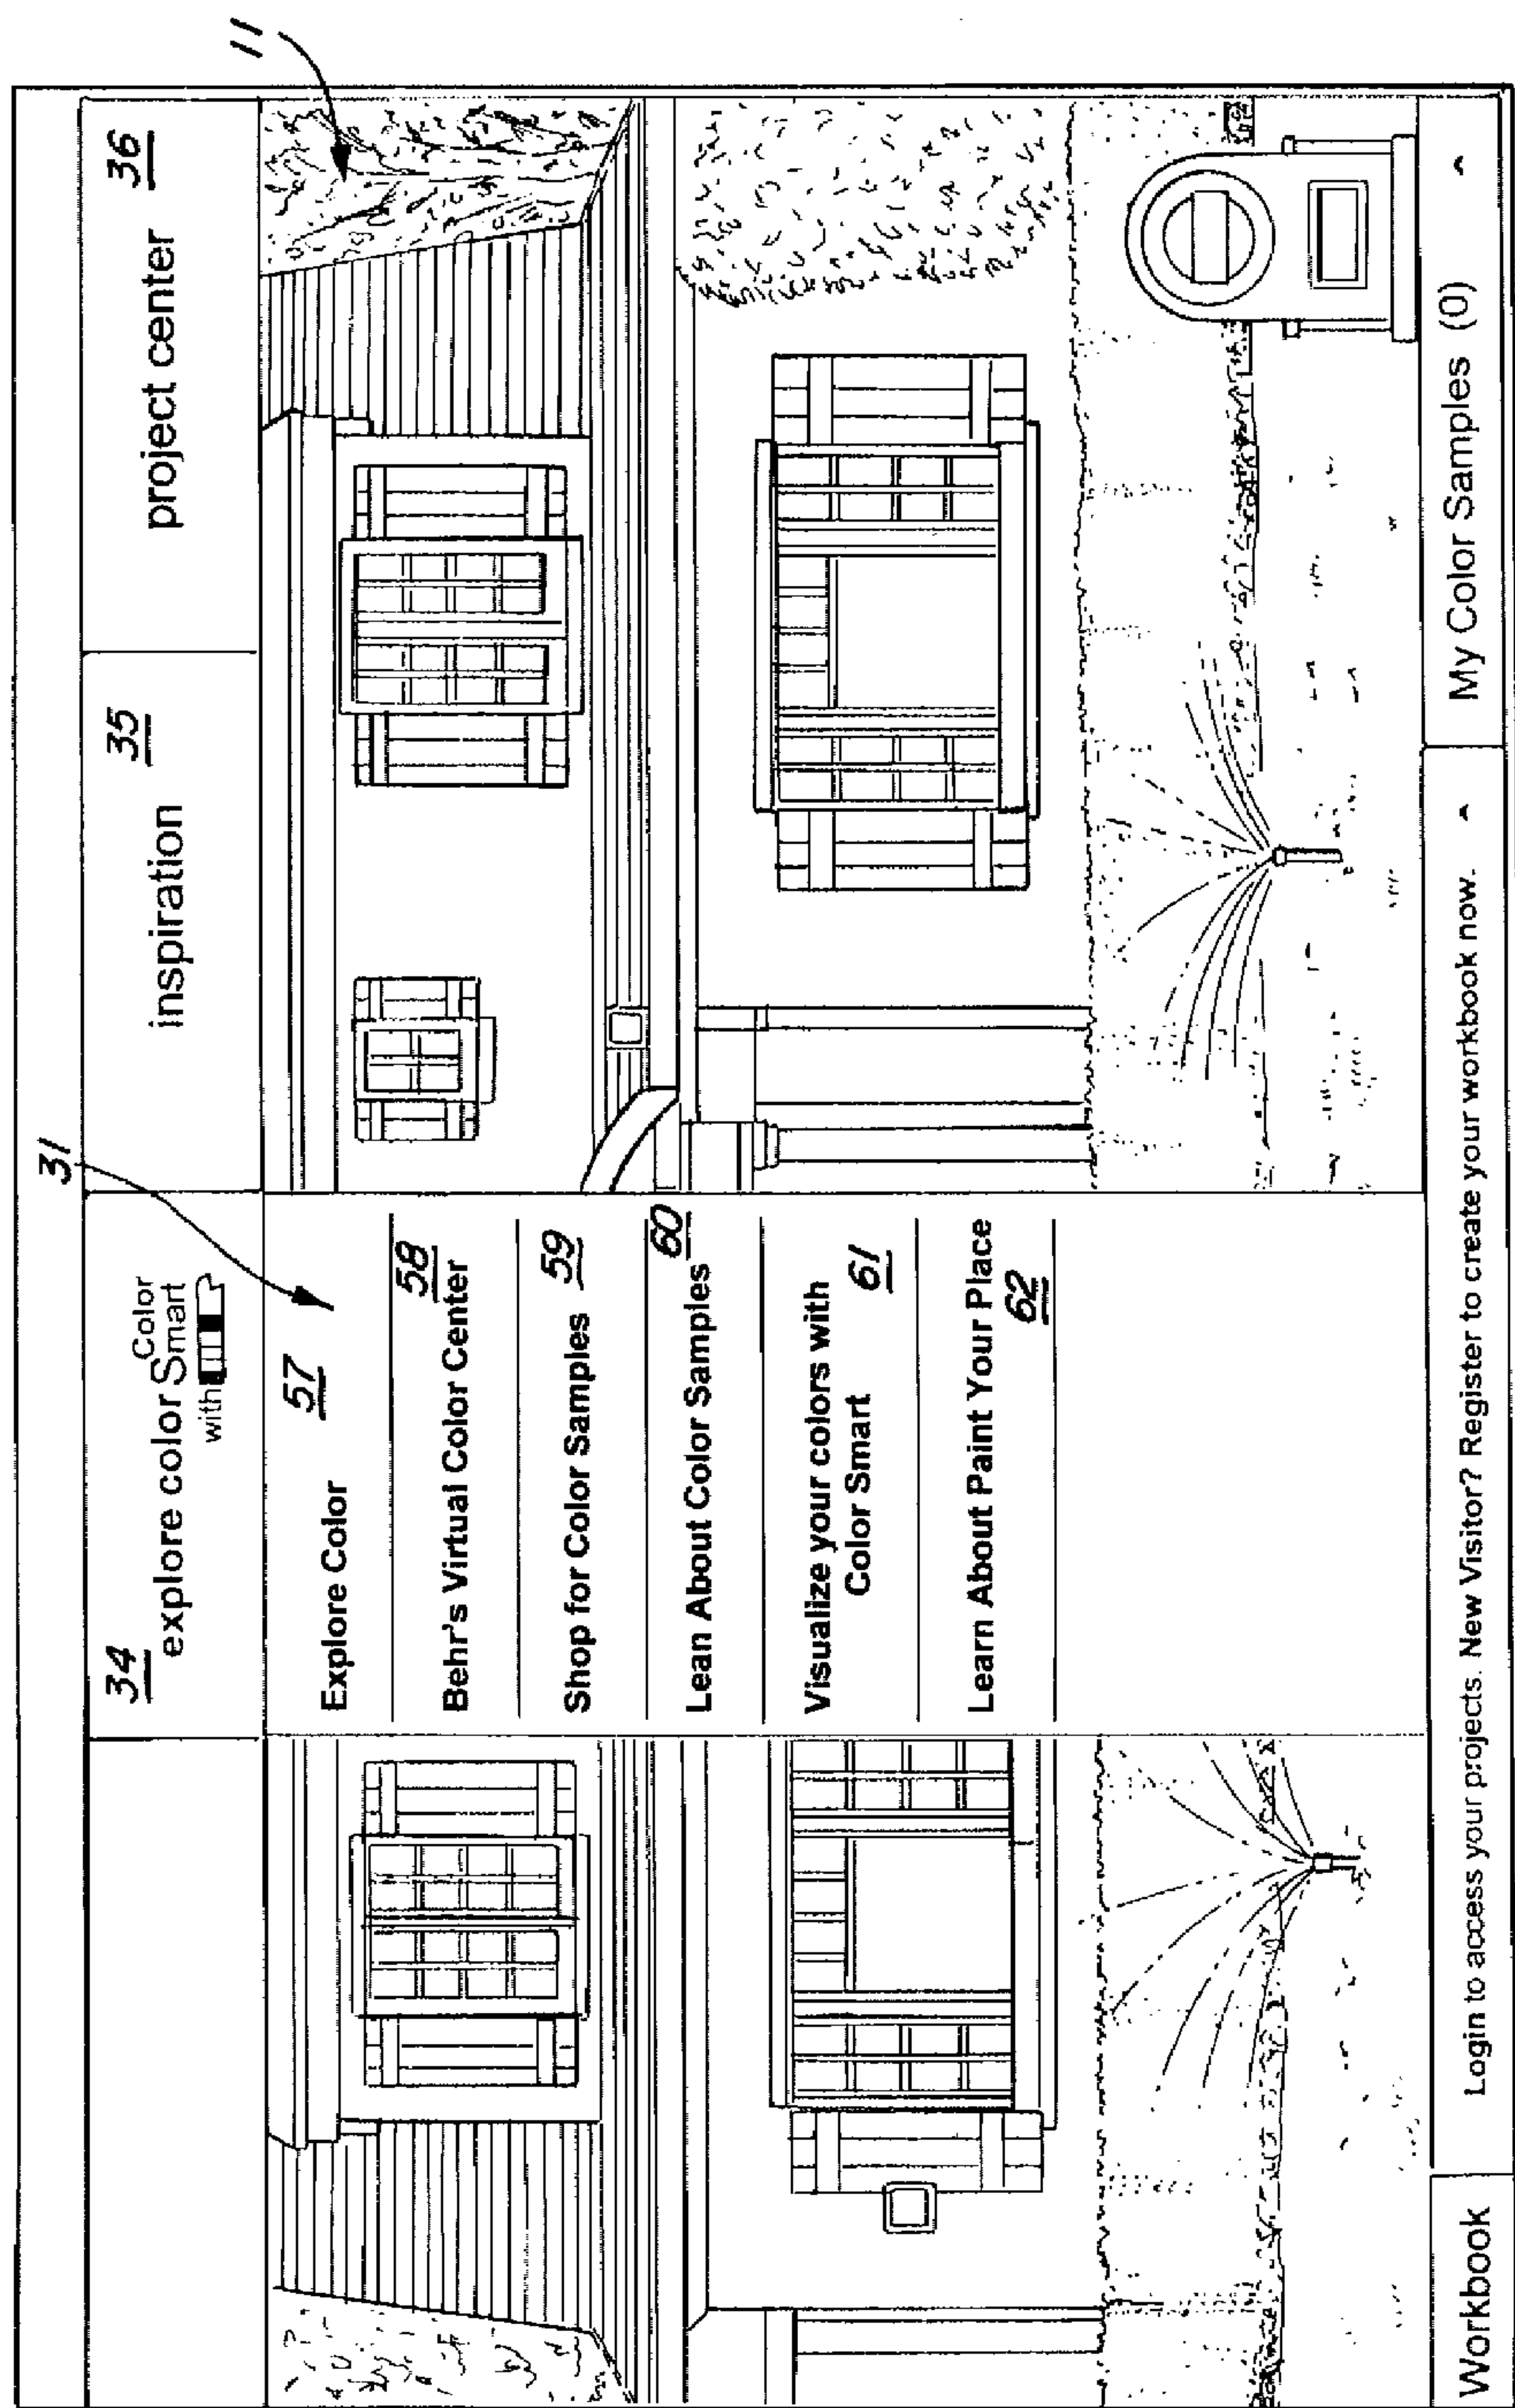 31
11
34
explore color
Color
Smart
with
inspiration
35
project center
36
Explore Color
57
Behr's Virtual Color Center
58
Shop for Color Samples
59
Lean About Color Samples
60
Visualize your colors with
Color Smart
61
Learn About Paint Your Place
62
Workbook
Login to access your projects. New Visitor? Register to create your workbook now.
My Color Samples (0)